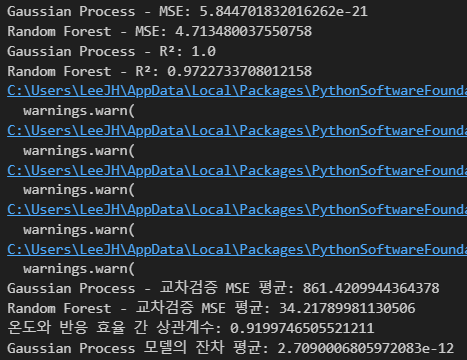 Gaussian Process - MSE: 5.844701832016262e-21
Random Forest - MSE: 4.713480037550758
Gaussian Process - R²: 1.0
Random Forest - R²: 0.9722733708012158
C:\Users\LeeJH\AppData\Local\Packages\PythonSoftwareFounda
  warnings.warn(
C:\Users\LeeJH\AppData\Local\Packages\PythonSoftwareFounda
  warnings.warn(
C:\Users\LeeJH\AppData\Local\Packages\PythonSoftwareFounda
  warnings.warn(
C:\Users\LeeJH\AppData\Local\Packages\PythonSoftwareFounda
  warnings.warn(
C:\Users\LeeJH\AppData\Local\Packages\PythonSoftwareFounda
  warnings.warn(
Gaussian Process - 교차검증 MSE 평균: 861.4209944364378
Random Forest - 교차검증 MSE 평균: 34.21789981130506
온도와 반응 효율 간 상관계수: 0.9199746505521211
Gaussian Process 모델의 잔차 평균: 2.7090006805972083e-12